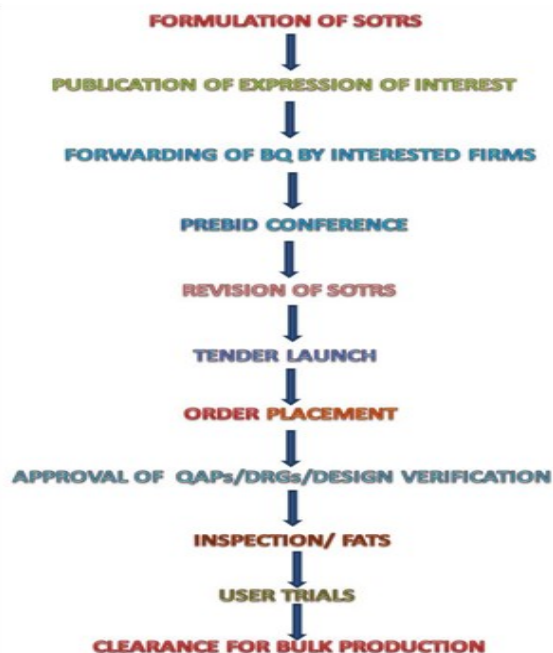 FORMULATION OF SOTRS
PUBLICATION OF EXPRESSION OF INTEREST
FORWARDING OF BQ BY INTERESTED FIRMS
PREBID CONFERENCE
REVISION OF SOTRS
TENDER LAUNCH
ORDER PLACEMENT
APPROVAL OF QAPs/DRGs/DESIGN VERIFICATION
INSPECTION/ FATS
USER TRIALS
CLEARANCE FOR BULK PRODUCTION